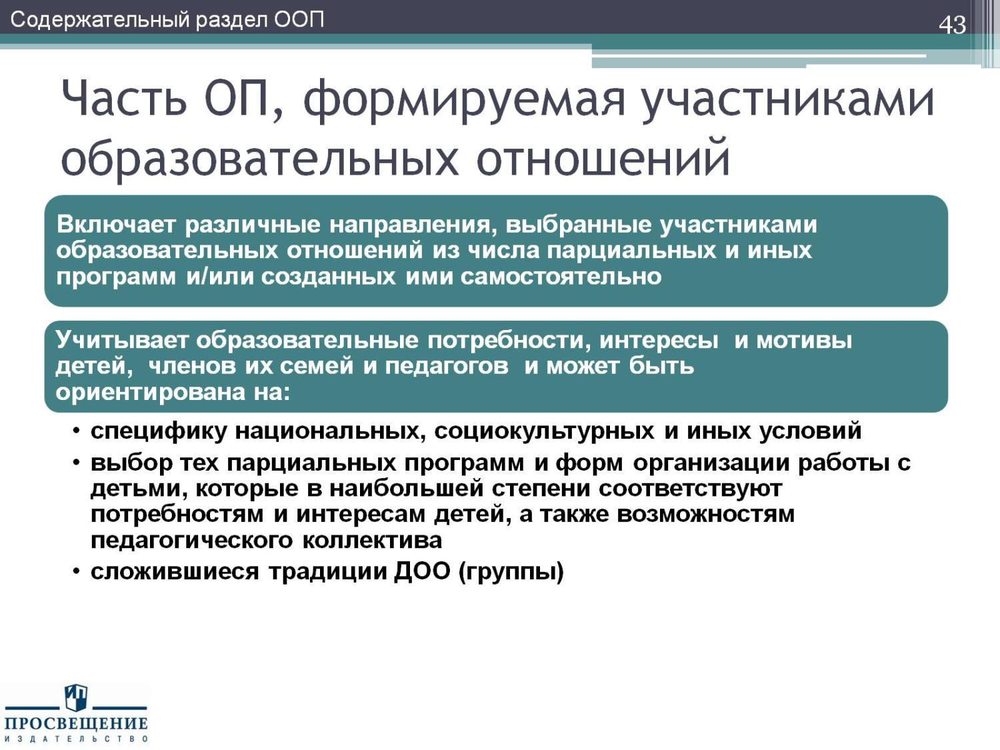 Содержательный раздел ООП
43
Часть ОП, формируемая участниками
образовательных отношений
Включает различные направления, выбранные участниками
образовательных отношений из числа парциальных и иных
программ и/или созданных ими самостоятельно
Учитывает образовательные потребности, интересы  и мотивы
детей,  членов их семей и педагогов  и может быть
ориентирована на:
• специфику национальных, социокультурных и иных условий
• выбор тех парциальных программ и форм организации работы с
детьми, которые в наибольшей степени соответствуют
потребностям и интересам детей, а также возможностям
педагогического коллектива
• сложившиеся традиции ДОО (группы)
ИП
ПРОСВЕЩЕНИЕ
ИЗДАТЕЛЬСТВО